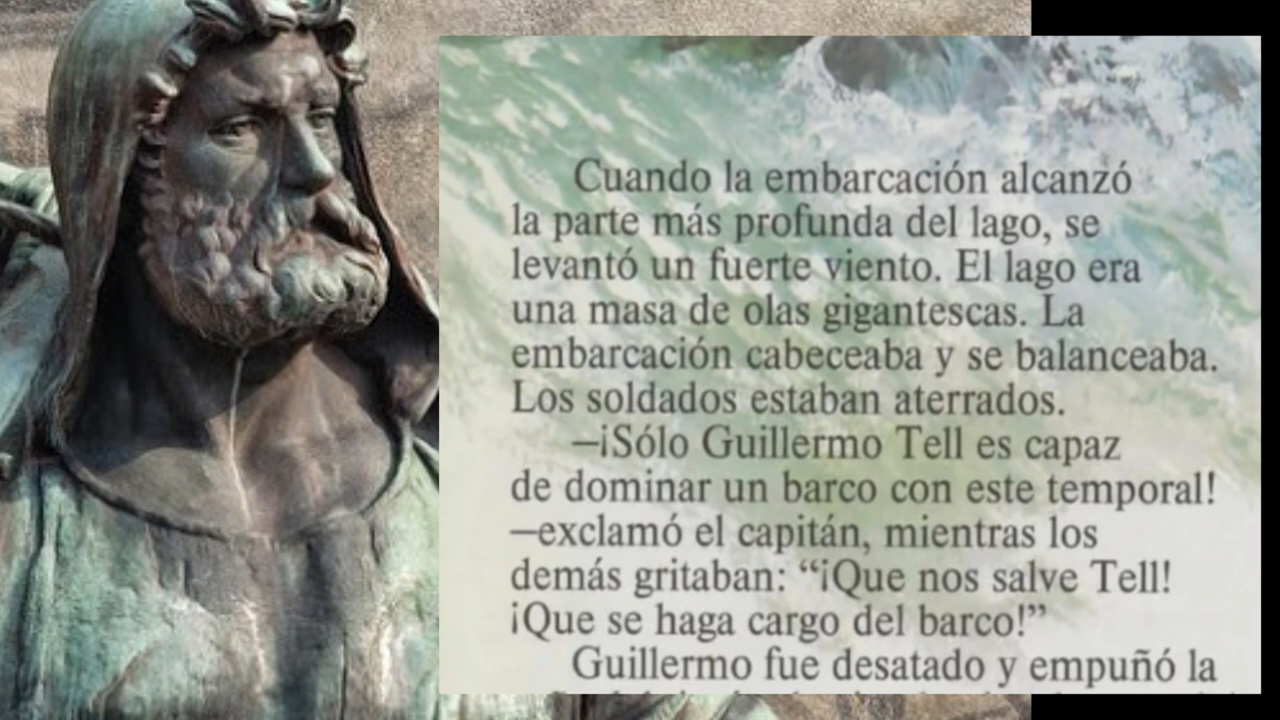 Cuando la embarcación alcanzó
la parte más profunda del lago, se
levantó un fuerte viento. El lago era
una masa de olas gigantescas. La
embarcación cabeceaba y se balanceaba.
Los soldados estaban aterrados.
—¡Sólo Guillermo Tell es capaz
de dominar un barco con este temporal!
—exclamó el capitán, mientras los
demás gritaban: “¡Que nos salve Tell!
¡Que se haga cargo del barco!”
Guillermo fue desatado y empuñó la